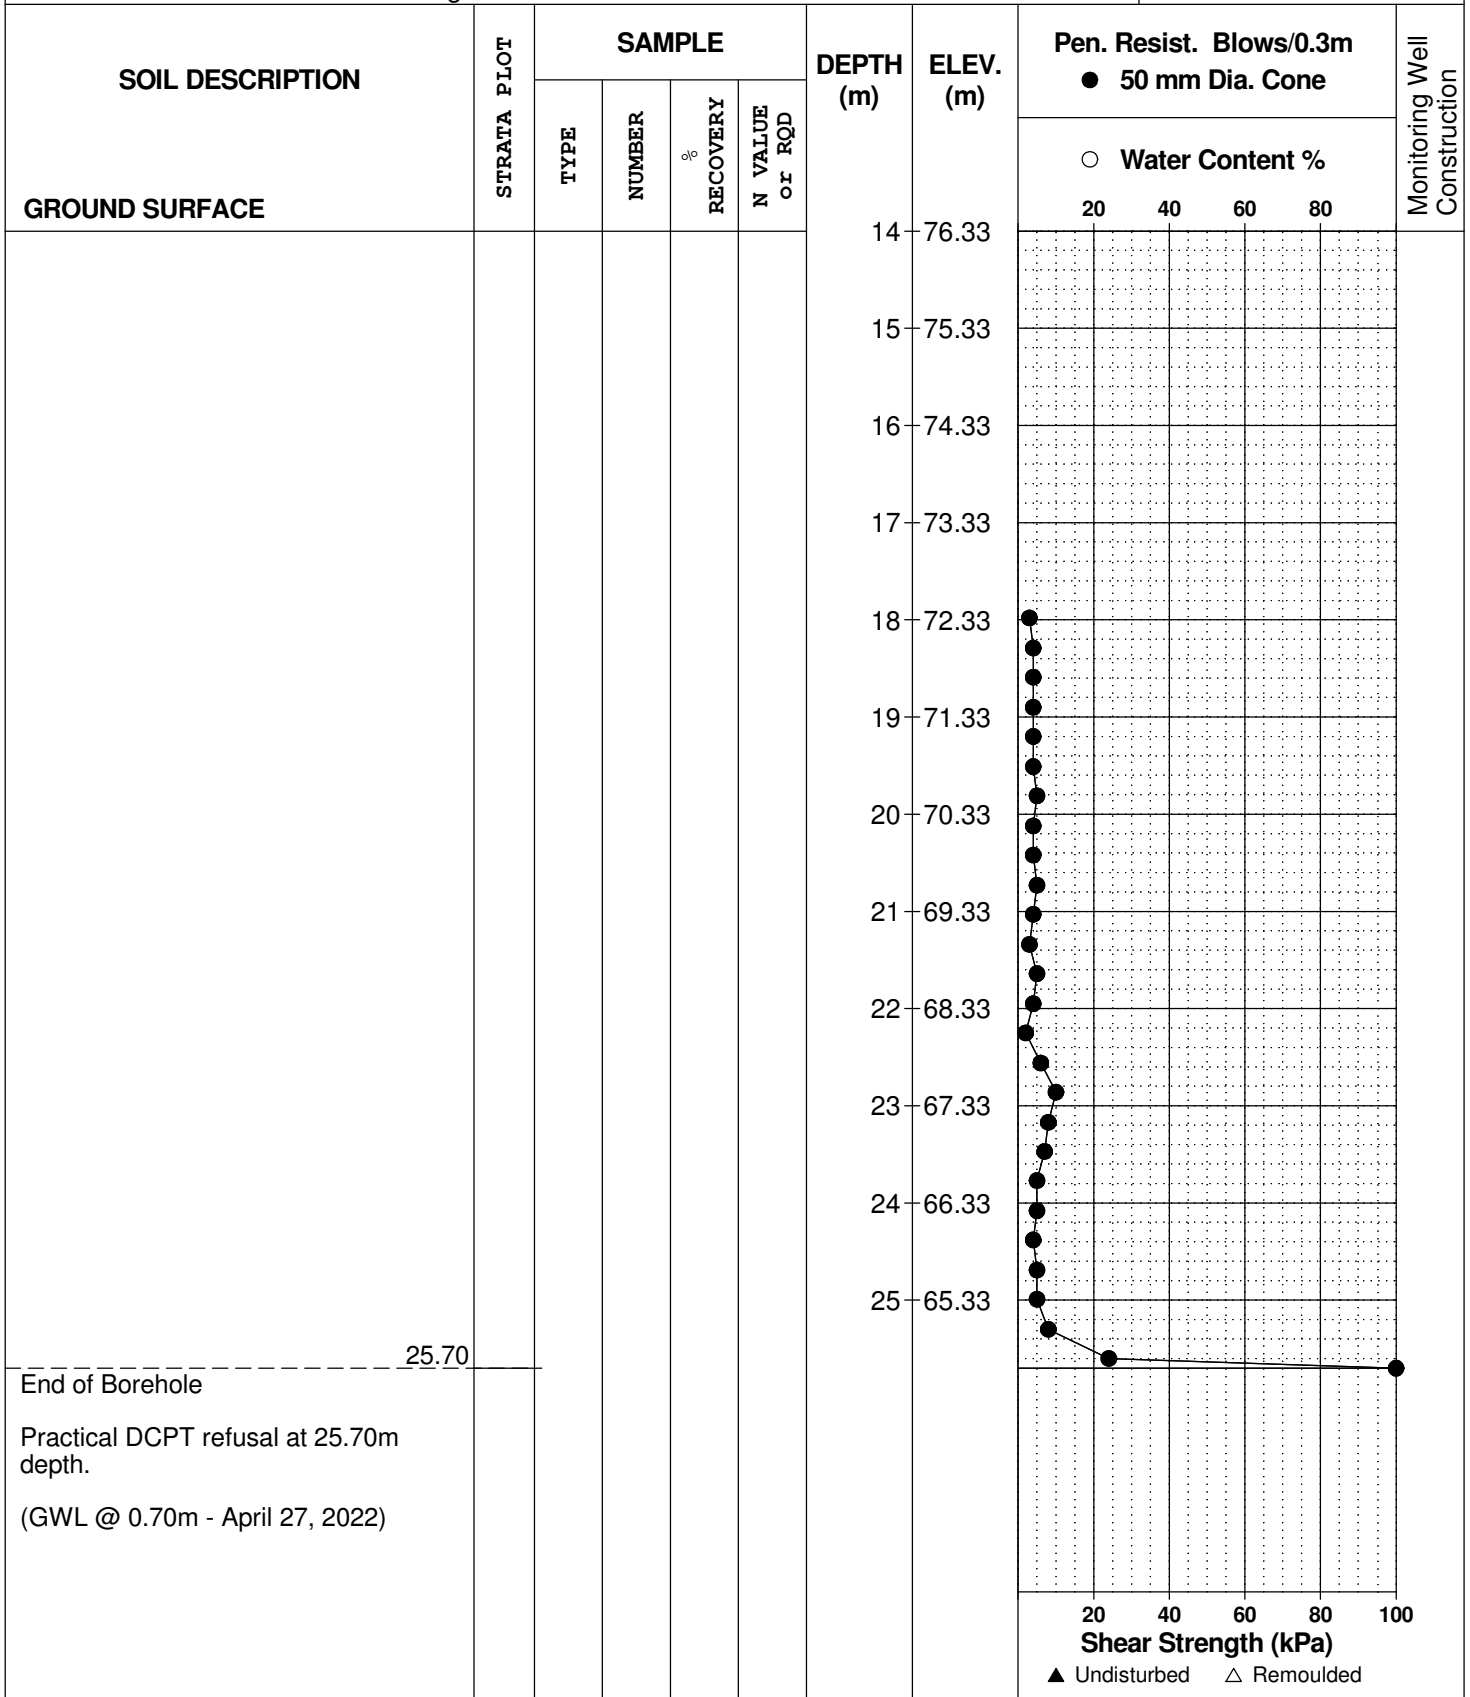 SOIL DESCRIPTION
GROUND SURFACE
STRATA PLOT
SAMPLE
TYPE
NUMBER
%
RECOVERY
N VALUE
or RQD
DEPTH
(m)
ELEV.
(m)
Pen. Resist. Blows/0.3m
● 50 mm Dia. Cone
○ Water Content %
20 40 60 80
Monitoring Well
Construction
14 76.33
15 75.33
16 74.33
17 73.33
18 72.33
19 71.33
20 70.33
21 69.33
22 68.33
23 67.33
24 66.33
25 65.33
25.70
End of Borehole
Practical DCPT refusal at 25.70m
depth.
(GWL @ 0.70m - April 27, 2022)
20 40 60 80 100
Shear Strength (kPa)
▲ Undisturbed △ Remoulded